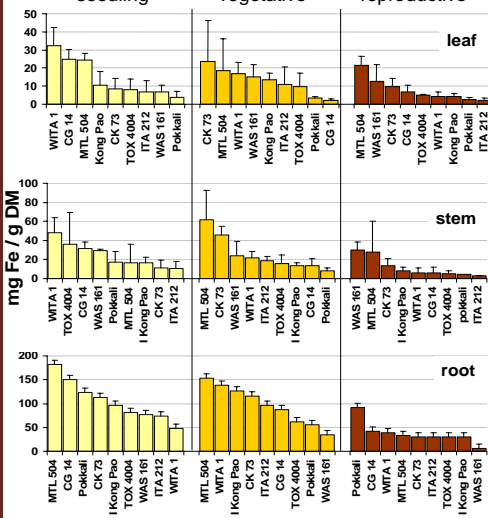 seedling vegetative reproductive
mg Fe / g DM
leaf
50
40
30
20
10
0
WITA 1 CG 14 MTL 504 Kong Pao CK 73 TOX 4004 ITA 212 WAS 161 Pokkali
CK 73 MTL 504 WITA 1 WAS 161 Kong Pao ITA 212 TOX 4004 Pokkali CG 14
MTL 504 WAS 161 CK 73 CG 14 TOX 4004 WITA 1 Kong Pao Pokkali ITA 212
stem
100
80
60
40
20
0
WITA 1 TOX 4004 CG 14 WAS 161 Pokkali MTL 504 I Kong Pao CK 73 ITA 212
MTL 504 CK 73 WAS 161 WITA 1 ITA 212 TOX 4004 I Kong Pao CG 14 Pokkali
WAS 161 MTL 504 CK 73 I Kong Pao WITA 1 CG 14 TOX 4004 pokkali ITA 212
root
200
150
100
50
0
MTL 504 CG 14 Pokkali CK 73 I Kong Pao TOX 4004 WAS 161 ITA 212 WITA 1
MTL 504 WITA 1 I Kong Pao CK 73 ITA 212 CG 14 TOX 4004 Pokkali WAS 161
Pokkali CG 14 WITA 1 MTL 504 CK 73 ITA 212 TOX 4004 I Kong Pao WAS 161